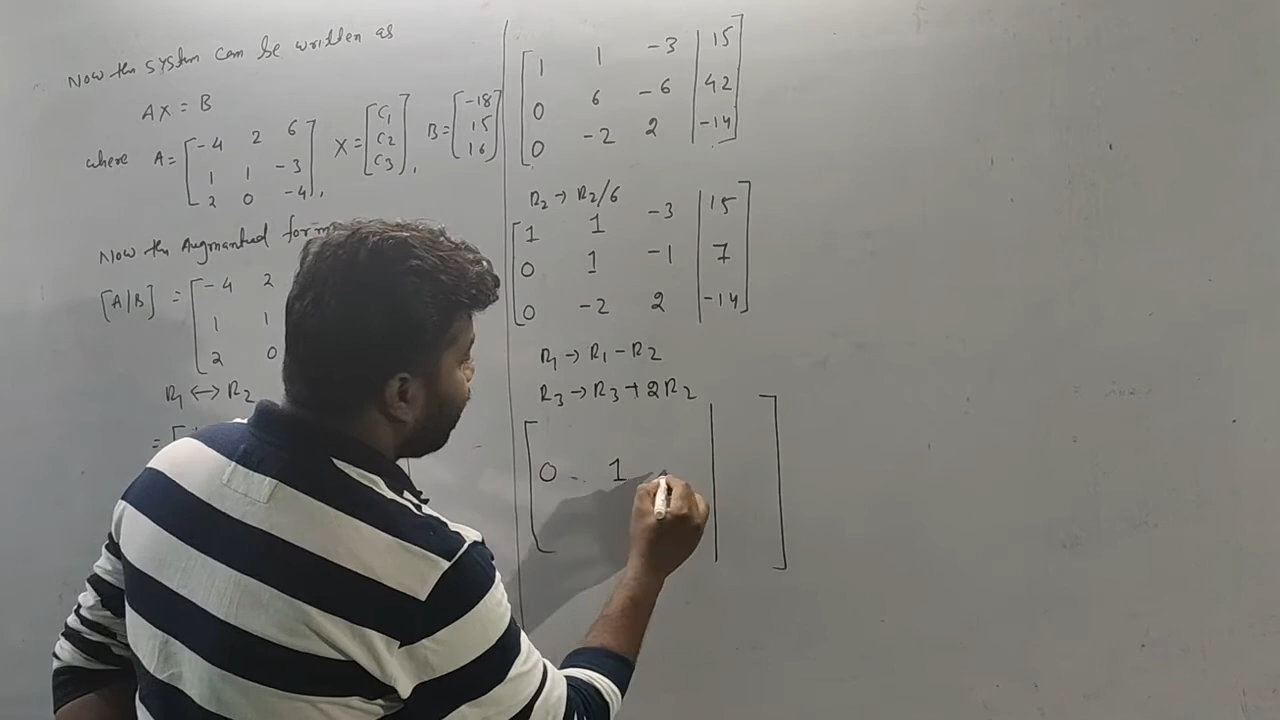 Now the system can be written as
AX = B
where A = [-4 2 6
1 1 -3
2 0 -4], X = [C1
C2
C3], B = [-18
15
16]
Now the Augmantued form
[A/B] = [-4 2
1 1
2 0
R1 ↔ R2
= [
[1 1 -3 | 15
0 6 -6 | 42
0 -2 2 | -14]
R2 → R2/6
[1 1 -3 | 15
0 1 -1 | 7
0 -2 2 | -14]
R1 → R1 - R2
R3 → R3 + 2R2
[0 1 | ]